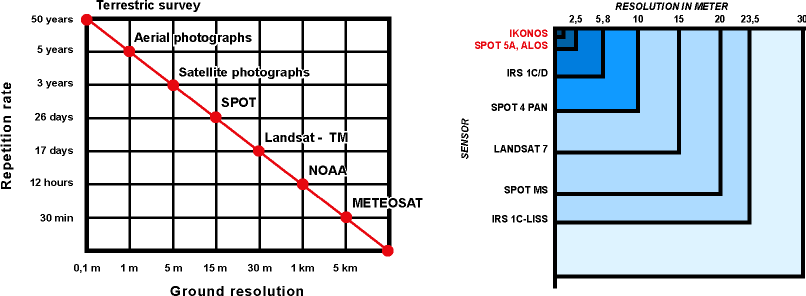 Terrestric survey
50 years
Aerial photographs
5 years
Satellite photographs
3 years
SPOT
26 days
Landsat - TM
17 days
NOAA
12 hours
METEOSAT
30 min
Repetition rate
0,1 m 1 m 5 m 15 m 30 m 1 km 5 km
Ground resolution
RESOLUTION IN METER
2,5 5,8 10 15 20 23,5 30
IKONOS
SPOT 5A, ALOS
IRS 1C/D
SPOT 4 PAN
LANDSAT 7
SPOT MS
IRS 1C-LISS
SENSOR